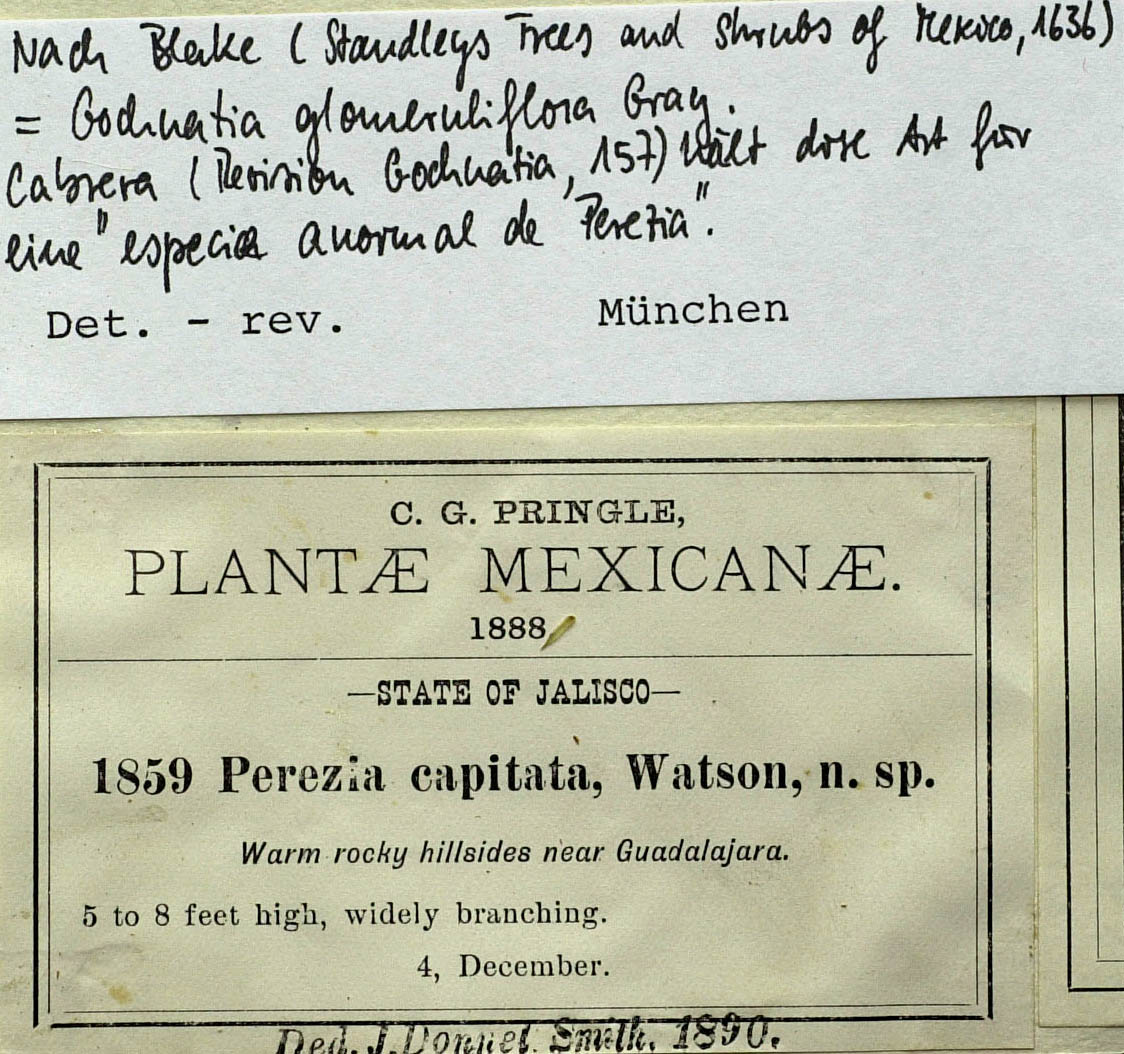 Nach Blake (Standleys Trees and Shrubs of Mexico, 1636)
= Gochnatia glomeruliflora Gray.
Cabrera (Revision Gochnatia, 157) hält diese Art für
eine "especie anormal de Perezia".
Det. - rev. München
C. G. PRINGLE,
PLANTÆ MEXICANÆ.
1888
—STATE OF JALISCO—
1859 Perezia capitata, Watson, n. sp.
Warm rocky hillsides near Guadalajara.
5 to 8 feet high, widely branching.
4, December.
Ded. J. Donnel. Smith. 1890.